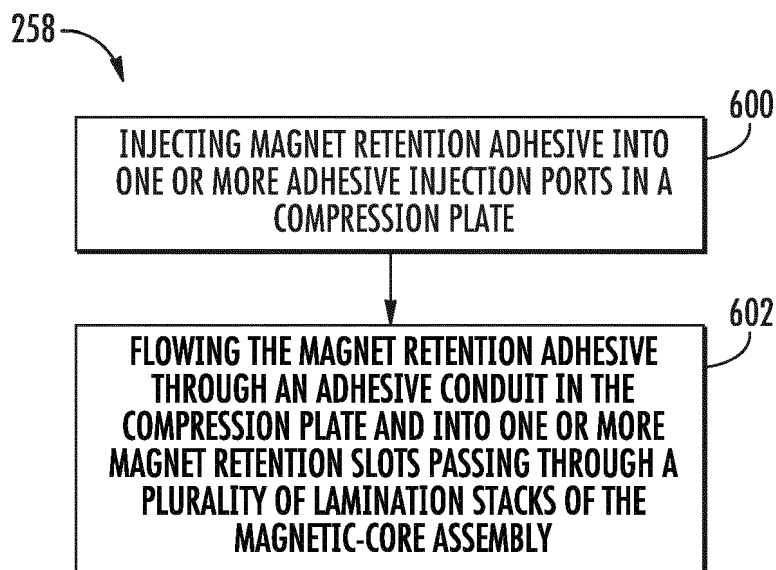 258
600
INJECTING MAGNET RETENTION ADHESIVE INTO
ONE OR MORE ADHESIVE INJECTION PORTS IN A
COMPRESSION PLATE
602
FLOWING THE MAGNET RETENTION ADHESIVE
THROUGH AN ADHESIVE CONDUIT IN THE
COMPRESSION PLATE AND INTO ONE OR MORE
MAGNET RETENTION SLOTS PASSING THROUGH A
PLURALITY OF LAMINATION STACKS OF THE
MAGNETIC-CORE ASSEMBLY